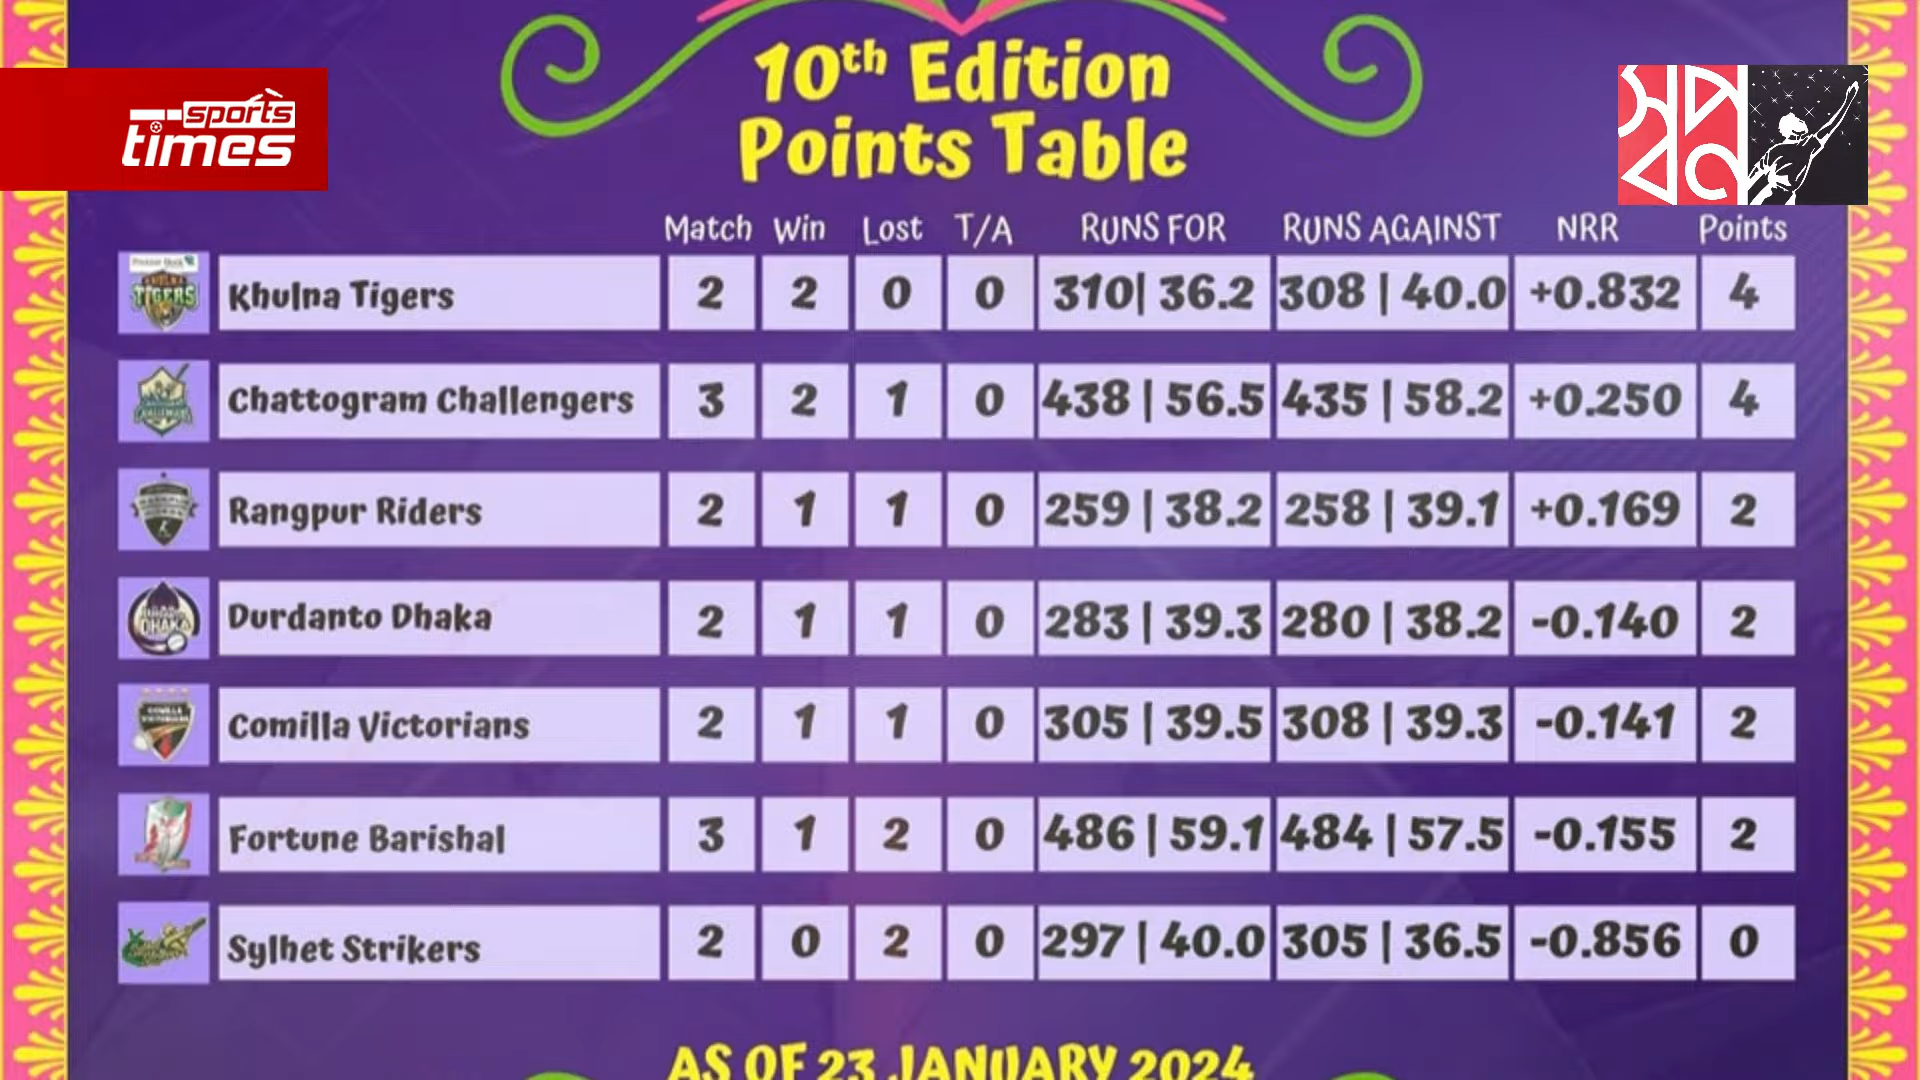 sports
times
10th Edition
Points Table
Match Win Lost T/A RUNS FOR RUNS AGAINST NRR Points
TIGERS Khulna Tigers 2 2 0 0 310| 36.2 308 | 40.0 +0.832 4
Chattogram Challengers 3 2 1 0 438 | 56.5 435 | 58.2 +0.250 4
Rangpur Riders 2 1 1 0 259 | 38.2 258 | 39.1 +0.169 2
DHAKA Durdanto Dhaka 2 1 1 0 283 | 39.3 280 | 38.2 -0.140 2
COMILLA Comilla Victorians 2 1 1 0 305 | 39.5 308 | 39.3 -0.141 2
Fortune Barishal 3 1 2 0 486 | 59.1 484 | 57.5 -0.155 2
Sylhet Strikers 2 0 2 0 297 | 40.0 305 | 36.5 -0.856 0
AS OF 23 JANUARY 2024